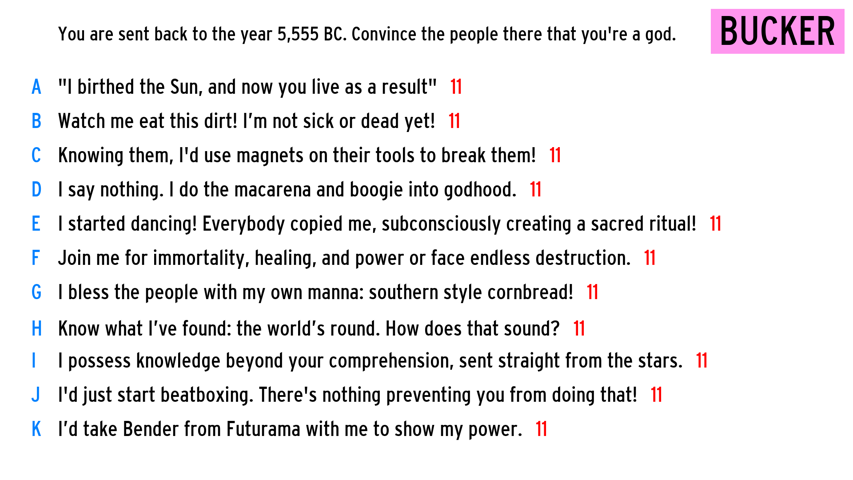 You are sent back to the year 5,555 BC. Convince the people there that you're a god.
BUCKER
A "I birthed the Sun, and now you live as a result" 11
B Watch me eat this dirt! I’m not sick or dead yet! 11
C Knowing them, I'd use magnets on their tools to break them! 11
D I say nothing. I do the macarena and boogie into godhood. 11
E I started dancing! Everybody copied me, subconsciously creating a sacred ritual! 11
F Join me for immortality, healing, and power or face endless destruction. 11
G I bless the people with my own manna: southern style cornbread! 11
H Know what I’ve found: the world’s round. How does that sound? 11
I I possess knowledge beyond your comprehension, sent straight from the stars. 11
J I'd just start beatboxing. There's nothing preventing you from doing that! 11
K I’d take Bender from Futurama with me to show my power. 11